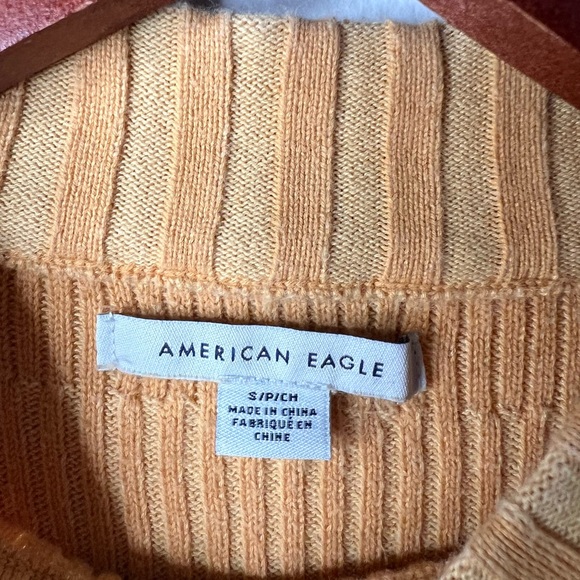 AMERICAN EAGLE
S/P/CH
MADE IN CHINA
FABRIQUÉ EN
CHINE